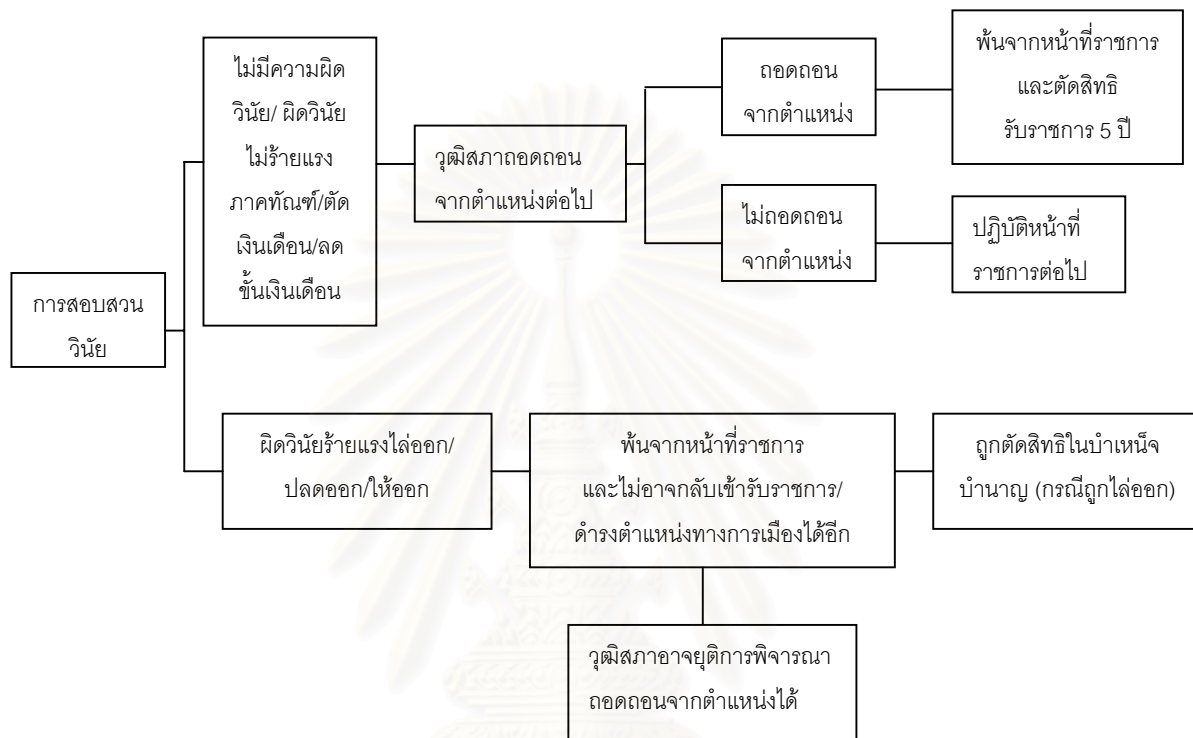 การสอบสวน
วินัย
ไม่มีความผิด
วินัย/ ผิดวินัย
ไม่ร้ายแรง
ภาคทัณฑ์/ตัด
เงินเดือน/ลด
ขั้นเงินเดือน
วุฒิสภาถอดถอน
จากตำแหน่งต่อไป
ถอดถอน
จากตำแหน่ง
พ้นจากหน้าที่ราชการ
และตัดสิทธิ
รับราชการ 5 ปี
ไม่ถอดถอน
จากตำแหน่ง
ปฏิบัติหน้าที่
ราชการต่อไป
ผิดวินัยร้ายแรงไล่ออก/
ปลดออก/ให้ออก
พ้นจากหน้าที่ราชการ
และไม่อาจกลับเข้ารับราชการ/
ดำรงตำแหน่งทางการเมืองได้อีก
ถูกตัดสิทธิในบำเหน็จ
บำนาญ (กรณีถูกไล่ออก)
วุฒิสภาอาจยุติการพิจารณา
ถอดถอนจากตำแหน่งได้